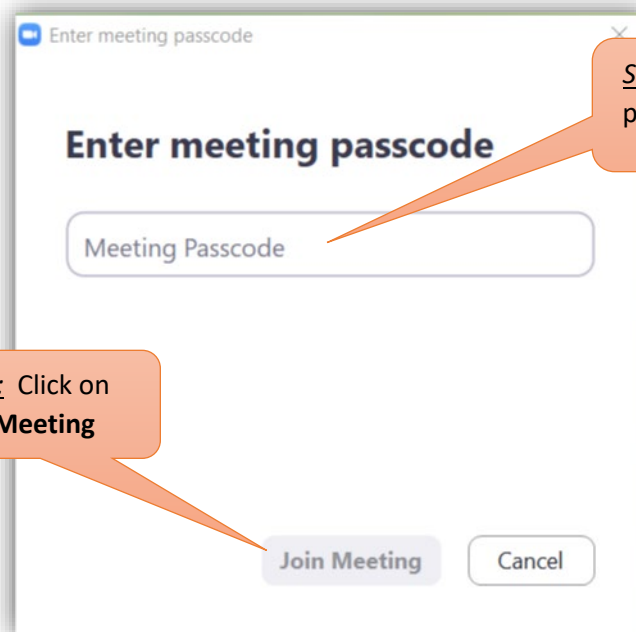 Enter meeting passcode
Enter meeting passcode
Meeting Passcode
Click on
Meeting
Join Meeting
Cancel